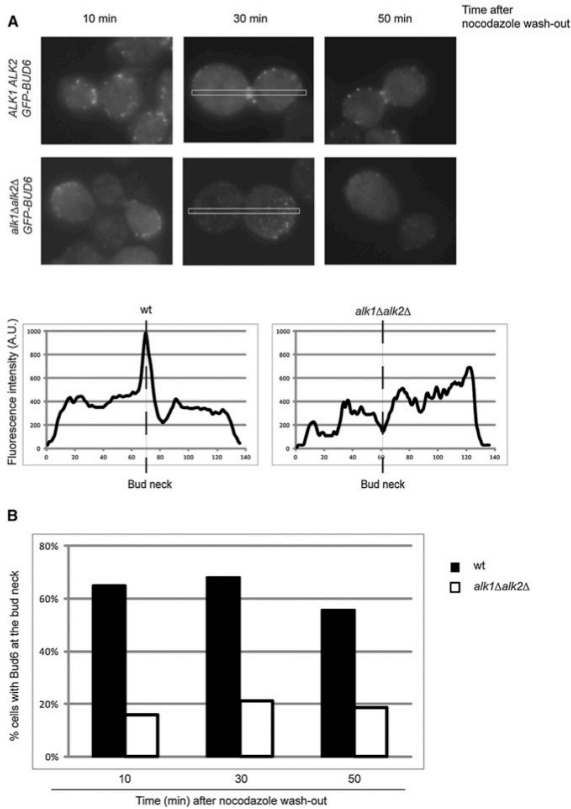 A
10 min 30 min 50 min
Time after
nocodazole wash-out
ALK1 ALK2
GFP-BUD6
alk1Δalk2Δ
GFP-BUD6
wt
alk1Δalk2Δ
Fluorescence intensity (A.U.)
1000
800
600
400
200
0
0 20 40 60 80 100 120 140
Bud neck
1000
800
600
400
200
0
0 20 40 60 80 100 120 140
Bud neck
B
% cells with Bud6 at the bud neck
80%
60%
40%
20%
0%
wt
alk1Δalk2Δ
10 30 50
Time (min) after nocodazole wash-out